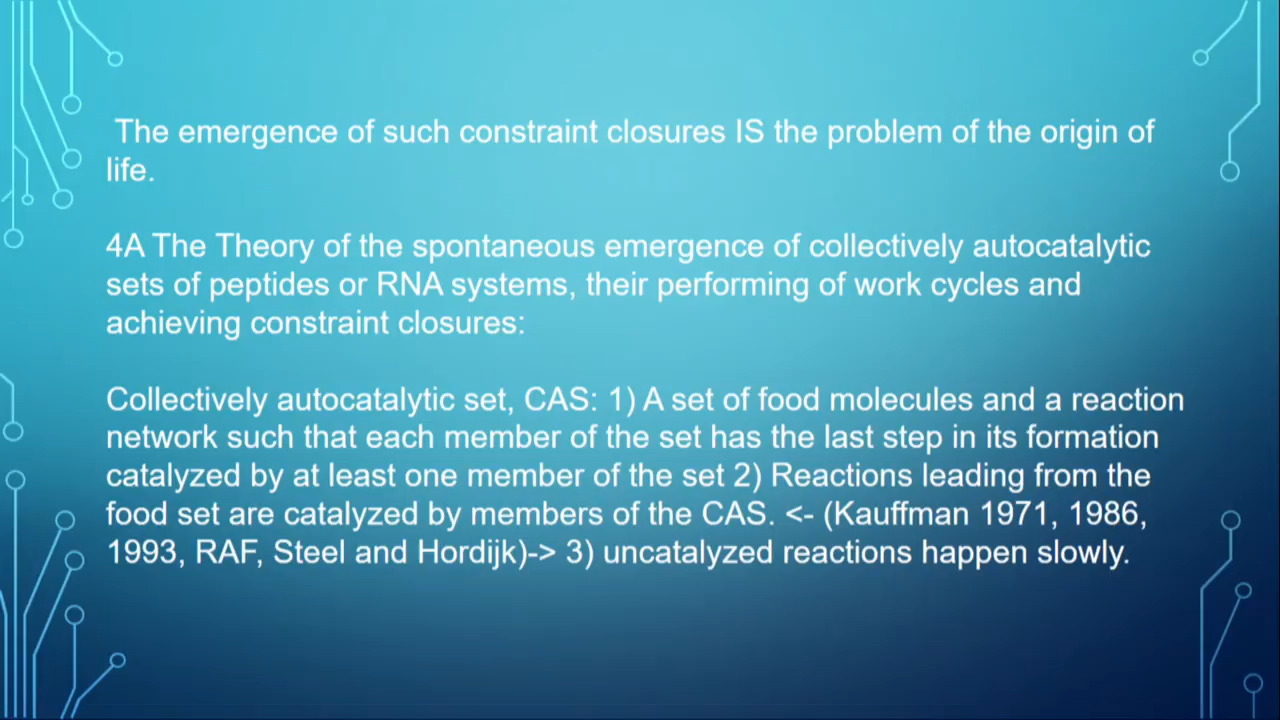 The emergence of such constraint closures IS the problem of the origin of
life.
4A The Theory of the spontaneous emergence of collectively autocatalytic
sets of peptides or RNA systems, their performing of work cycles and
achieving constraint closures:
Collectively autocatalytic set, CAS: 1) A set of food molecules and a reaction
network such that each member of the set has the last step in its formation
catalyzed by at least one member of the set 2) Reactions leading from the
food set are catalyzed by members of the CAS. <- (Kauffman 1971, 1986,
1993, RAF, Steel and Hordijk)-> 3) uncatalyzed reactions happen slowly.